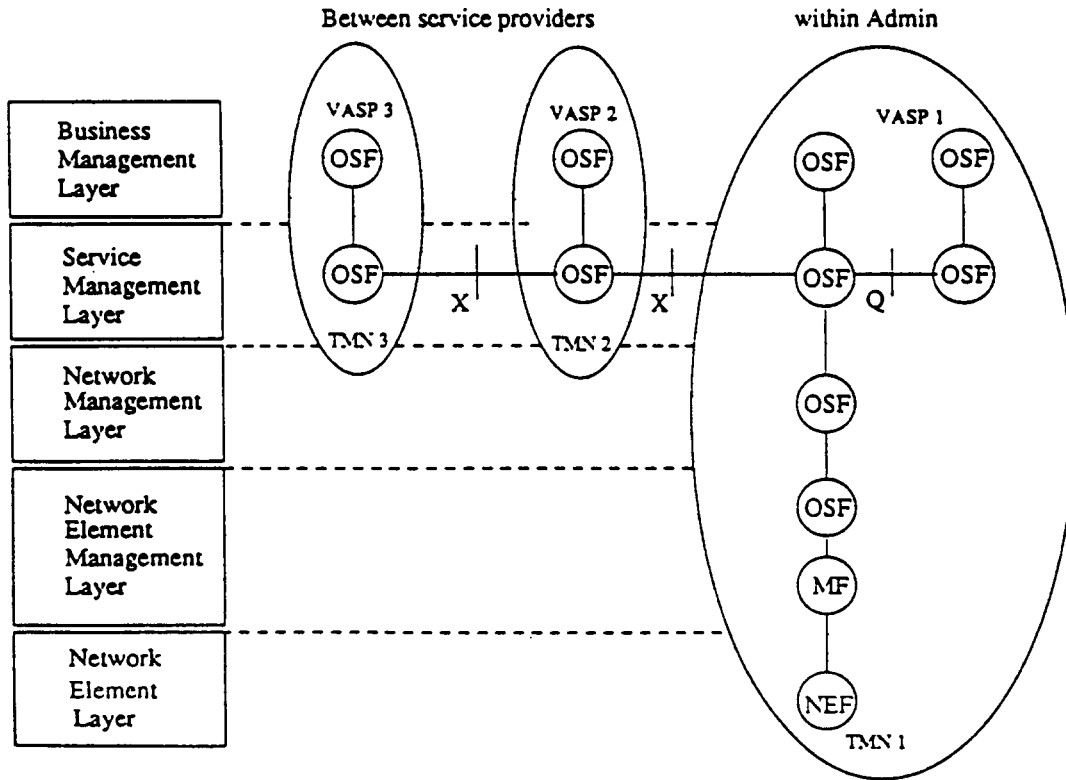 Between service providers
within Admin
VASP 3
VASP 2
VASP 1
Business
Management
Layer
OSF
OSF
OSF
OSF
Service
Management
Layer
OSF
OSF
OSF
OSF
X
X
Q
TMN 3
TMN 2
Network
Management
Layer
OSF
Network
Element
Management
Layer
OSF
MF
Network
Element
Layer
NEF
TMN 1